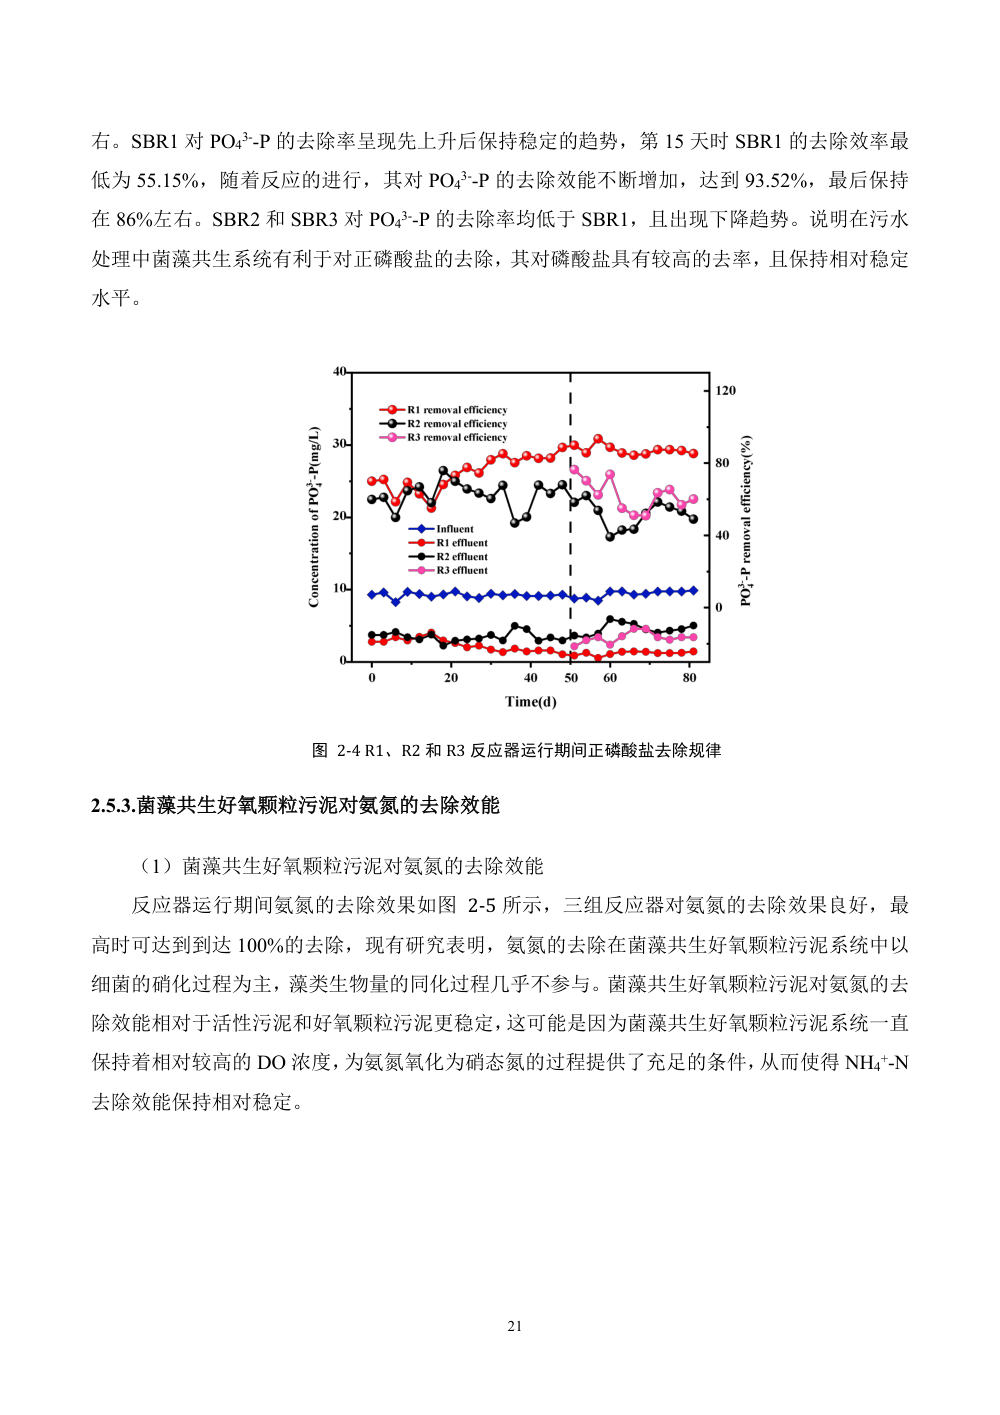 右。SBR1 对 PO₄³⁻-P 的去除率呈现先上升后保持稳定的趋势，第 15 天时 SBR1 的去除效率最
低为 55.15%，随着反应的进行，其对 PO₄³⁻-P 的去除效能不断增加，达到 93.52%，最后保持
在 86%左右。SBR2 和 SBR3 对 PO₄³⁻-P 的去除率均低于 SBR1，且出现下降趋势。说明在污水
处理中菌藻共生系统有利于对正磷酸盐的去除，其对磷酸盐具有较高的去率，且保持相对稳定
水平。
Concentration of PO₄³⁻-P(mg/L)
40
30
20
10
0
R1 removal efficiency
R2 removal efficiency
R3 removal efficiency
Influent
R1 effluent
R2 effluent
R3 effluent
120
80
40
0
PO₄³⁻-P removal efficiency(%)
0 20 40 50 60 80
Time(d)
图 2-4 R1、R2 和 R3 反应器运行期间正磷酸盐去除规律
2.5.3.菌藻共生好氧颗粒污泥对氨氮的去除效能
（1）菌藻共生好氧颗粒污泥对氨氮的去除效能
反应器运行期间氨氮的去除效果如图 2-5 所示，三组反应器对氨氮的去除效果良好，最
高时可达到到达 100%的去除，现有研究表明，氨氮的去除在菌藻共生好氧颗粒污泥系统中以
细菌的硝化过程为主，藻类生物量的同化过程几乎不参与。菌藻共生好氧颗粒污泥对氨氮的去
除效能相对于活性污泥和好氧颗粒污泥更稳定，这可能是因为菌藻共生好氧颗粒污泥系统一直
保持着相对较高的 DO 浓度，为氨氮氧化为硝态氮的过程提供了充足的条件，从而使得 NH₄⁺-N
去除效能保持相对稳定。
21